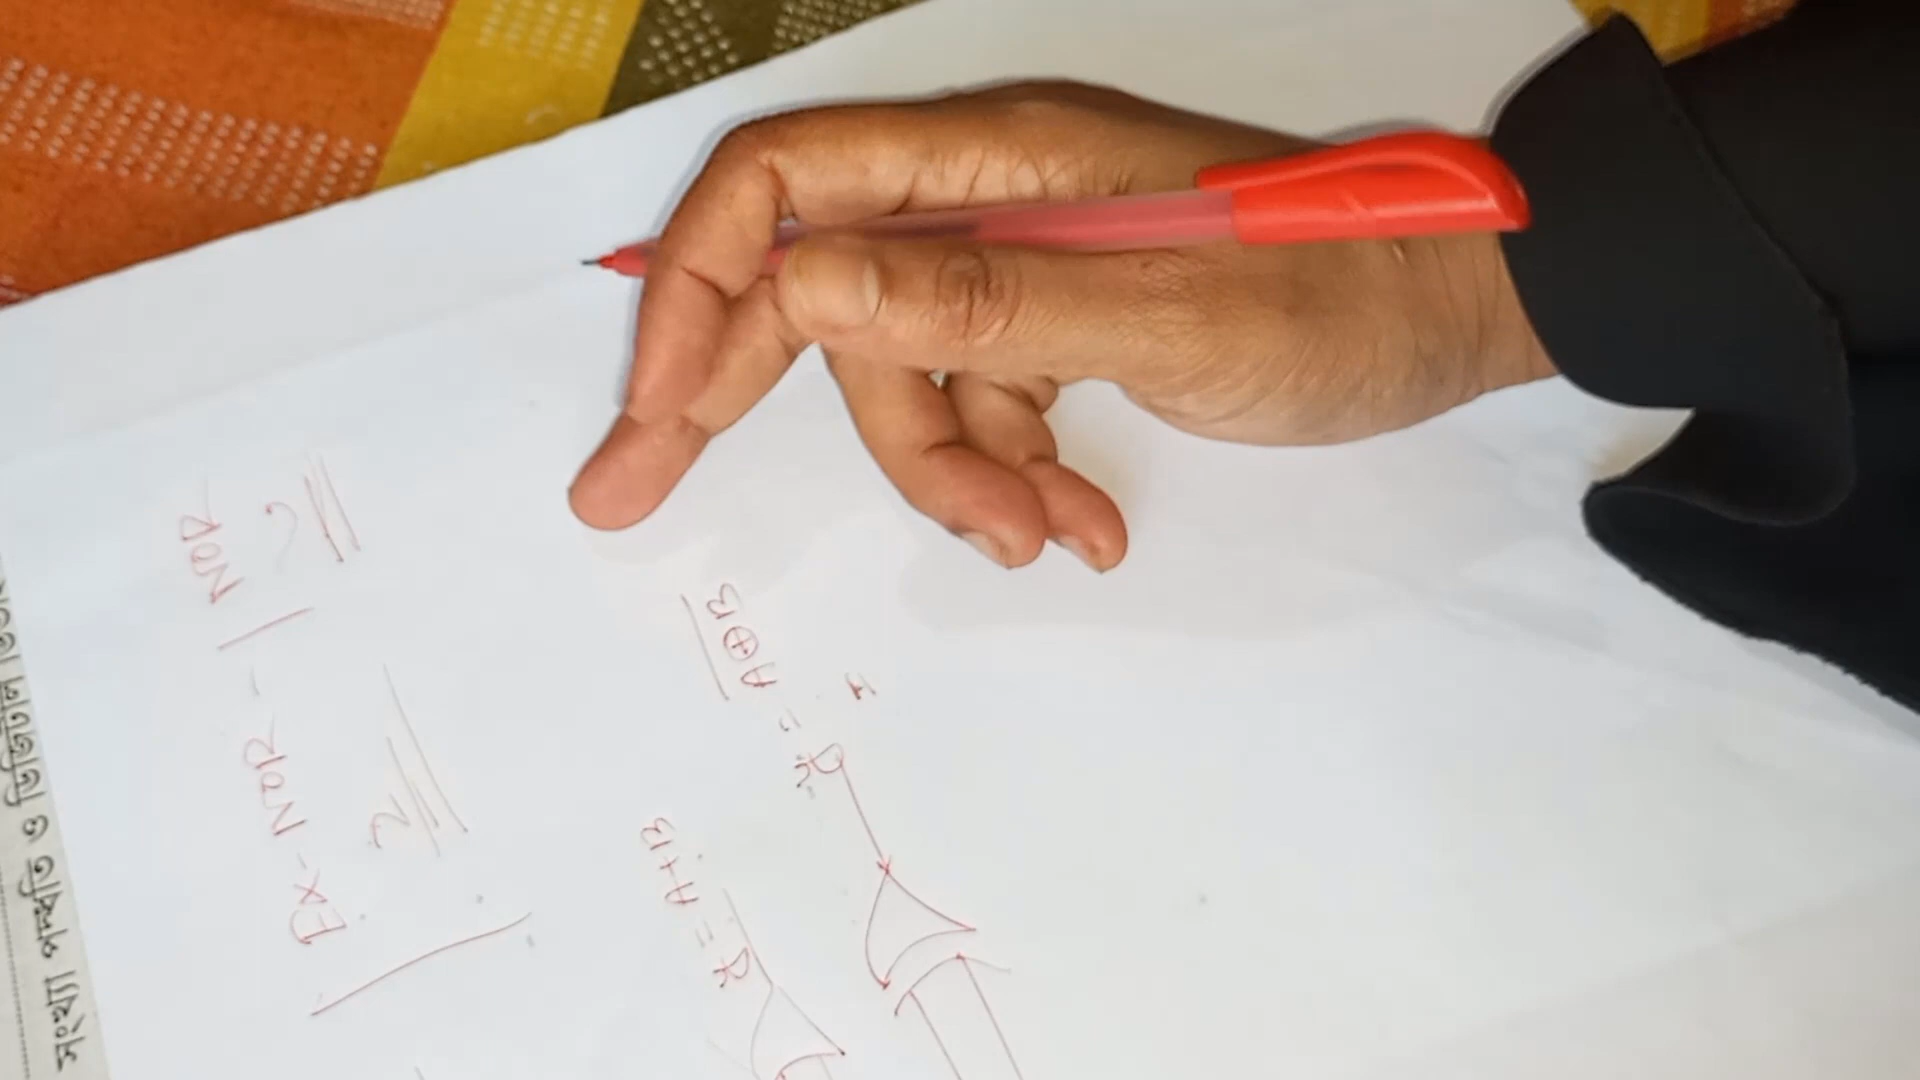 সংখ্যা পদ্ধতি ও ডিজিটাল
Ex-NOR - | NOR
= A+B
= A⊕B